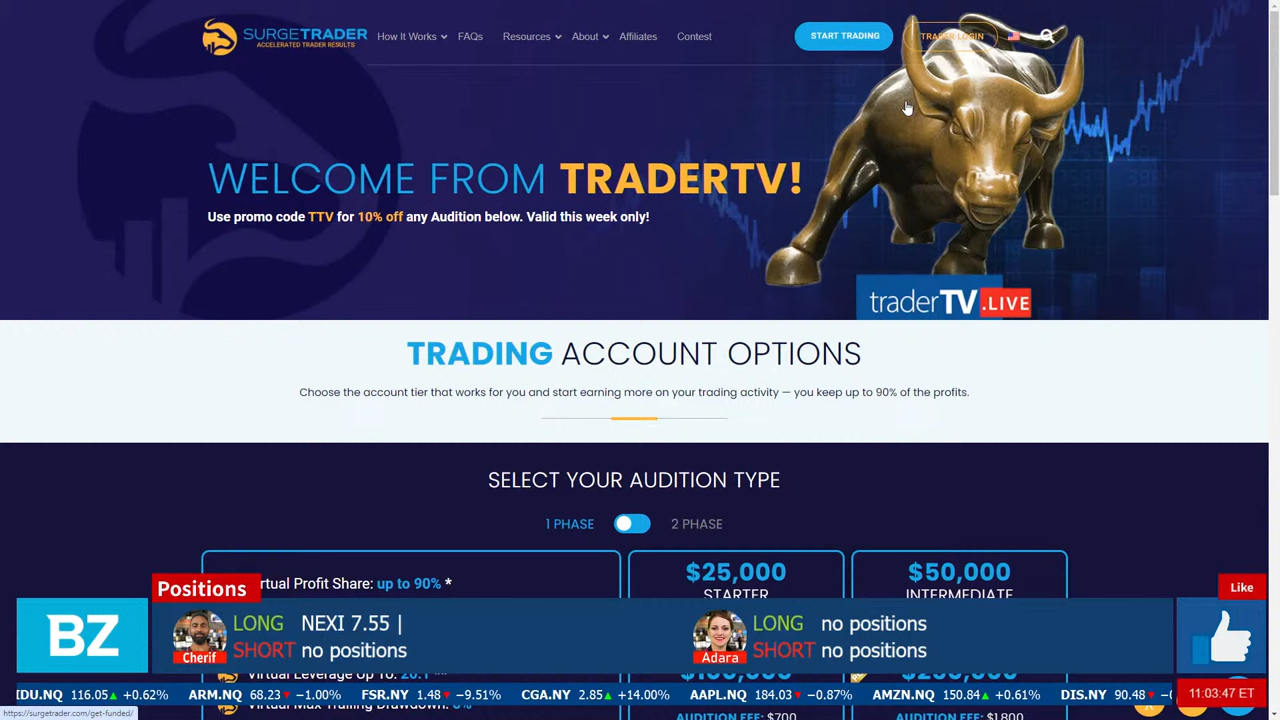 SURGETRADER
ACCELERATED TRADER RESULTS
How It Works
FAQs
Resources
About
Affiliates
Contest
START TRADING
TRADER LOGIN
WELCOME FROM TRADERTV!
Use promo code TTV for 10% off any Audition below. Valid this week only!
traderTV.LIVE
TRADING ACCOUNT OPTIONS
Choose the account tier that works for you and start earning more on your trading activity — you keep up to 90% of the profits.
SELECT YOUR AUDITION TYPE
1 PHASE
2 PHASE
rtual Profit Share: up to 90% *
$25,000
STARTER
$50,000
INTERMEDIATE
Positions
Like
BZ
Cherif
LONG NEXI 7.55 |
SHORT no positions
Adara
LONG no positions
SHORT no positions
IDU.NQ 116.05▲ +0.62% ARM.NQ 68.23▼ −1.00% FSR.NY 1.48▼ −9.51% CGA.NY 2.85▲ +14.00% AAPL.NQ 184.03▼ −0.87% AMZN.NQ 150.84▲ +0.61% DIS.NY 90.48▼
11:03:47 ET
https://surgetrader.com/get-funded/
AUDITION FEE: $700
AUDITION FEE: $1,800